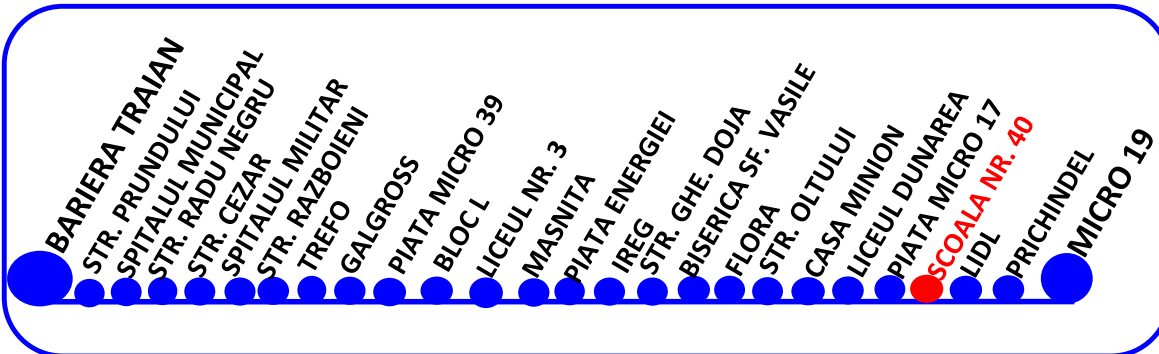 BARIERA TRAIAN
STR. PRUNDULUI
SPITALUL MUNICIPAL
STR. RADU NEGRU
STR. CEZAR
SPITALUL MILITAR
STR. RAZBOIENI
TREFO
GALGROSS
PIATA MICRO 39
BLOC L
LICEUL NR. 3
MASNITA
PIATA ENERGIEI
IREG
STR. GHE. DOJA
BISERICA SF. VASILE
FLORA
STR. OLTULUI
CASA MINION
LICEUL DUNAREA
PIATA MICRO 17
SCOALA NR. 40
LIDL
PRICHINDEL
MICRO 19